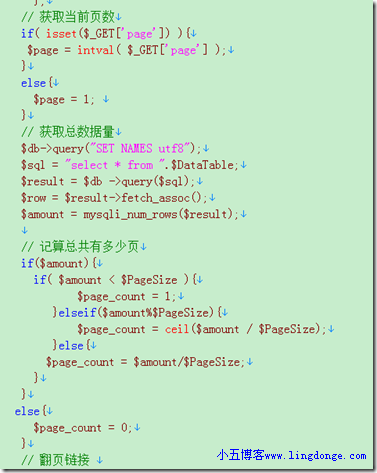 };
// 获取当前页数
if( isset($_GET['page']) ){
$page = intval( $_GET['page'] );
}
else{
$page = 1;
}
// 获取总数据量
$db->query("SET NAMES utf8");
$sql = "select * from ".$DataTable;
$result = $db ->query($sql);
$row = $result->fetch_assoc();
$amount = mysqli_num_rows($result);
// 记算总共有多少页
if($amount){
if( $amount < $PageSize ){
$page_count = 1;
}elseif($amount%$PageSize){
$page_count = ceil($amount / $PageSize);
}else{
$page_count = $amount/$PageSize;
}
}
else{
$page_count = 0;
}
// 翻页链接
小五博客www.lingdonge.com